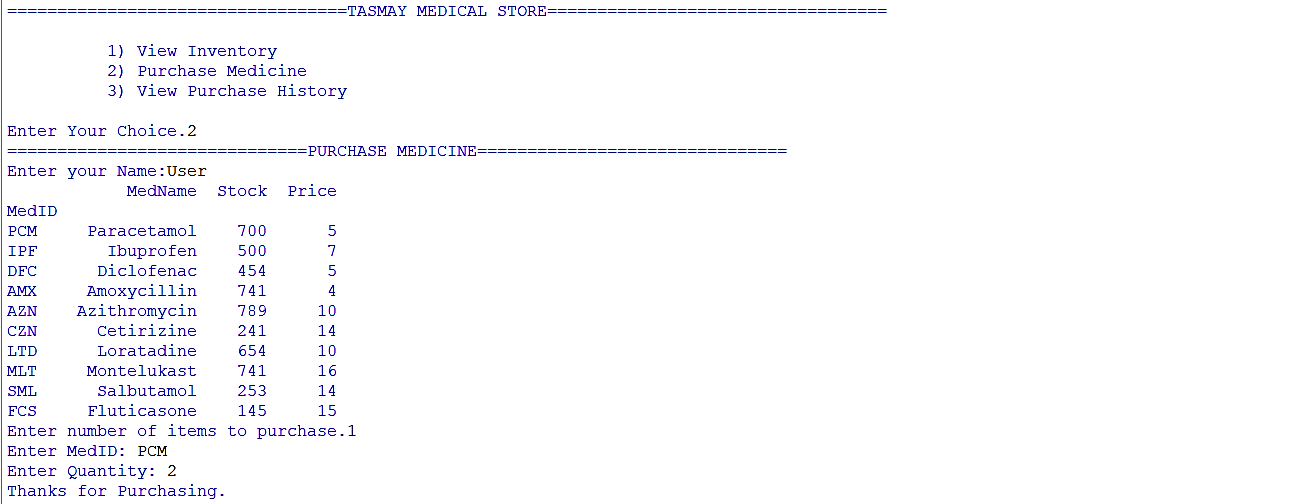 ==================================TASMAY MEDICAL STORE==================================
1) View Inventory
2) Purchase Medicine
3) View Purchase History
Enter Your Choice.2
==============================PURCHASE MEDICINE===============================
Enter your Name:User
MedName Stock Price
MedID
PCM Paracetamol 700 5
IPF Ibuprofen 500 7
DFC Diclofenac 454 5
AMX Amoxycillin 741 4
AZN Azithromycin 789 10
CZN Cetirizine 241 14
LTD Loratadine 654 10
MLT Montelukast 741 16
SML Salbutamol 253 14
FCS Fluticasone 145 15
Enter number of items to purchase.1
Enter MedID: PCM
Enter Quantity: 2
Thanks for Purchasing.